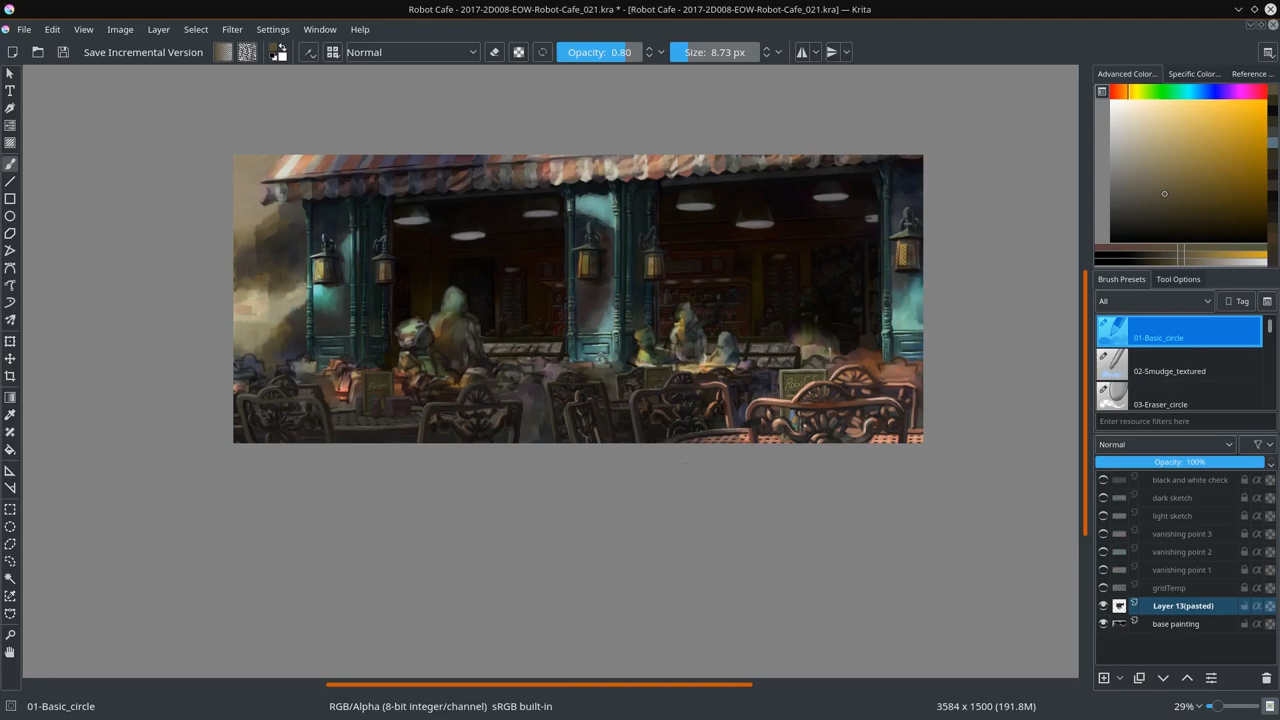 Robot Cafe - 2017-2D008-EOW-Robot-Cafe_021.kra * - [Robot Cafe - 2017-2D008-EOW-Robot-Cafe_021.kra] — Krita
File Edit View Image Layer Select Filter Settings Window Help
Save Incremental Version Normal Opacity: 0.80 Size: 8.73 px
Advanced Color... Specific Color... Reference ...
Brush Presets Tool Options
All Tag
01-Basic_circle
02-Smudge_textured
03-Eraser_circle
Enter resource filters here
Normal
Opacity: 100%
black and white check
dark sketch
light sketch
vanishing point 3
vanishing point 2
vanishing point 1
gridTemp
Layer 13(pasted)
base painting
01-Basic_circle RGB/Alpha (8-bit integer/channel) sRGB built-in 3584 x 1500 (191.8M) 29%